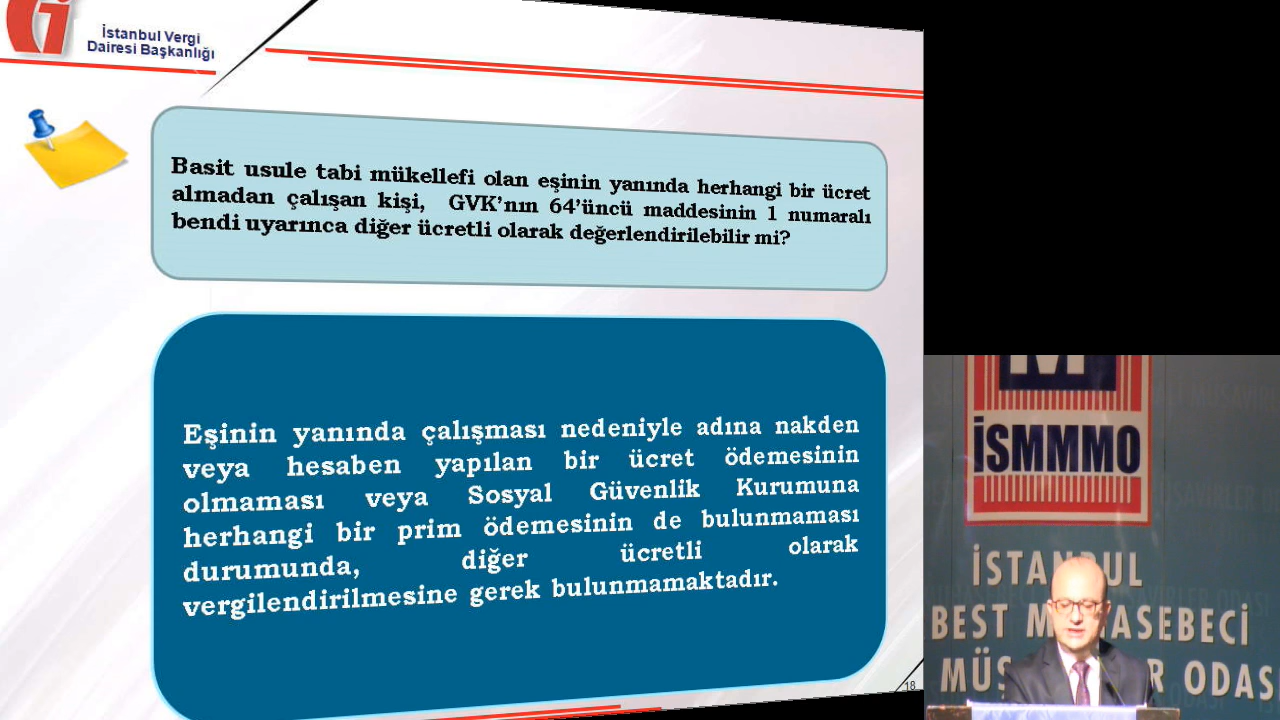 İstanbul Vergi
Dairesi Başkanlığı
Basit usule tabi mükellefi olan eşinin yanında herhangi bir ücret
almadan çalışan kişi, GVK'nın 64'üncü maddesinin 1 numaralı
bendi uyarınca diğer ücretli olarak değerlendirilebilir mi?
Eşinin yanında çalışması nedeniyle adına nakden
veya hesaben yapılan bir ücret ödemesinin
olmaması veya Sosyal Güvenlik Kurumuna
herhangi bir prim ödemesinin de bulunmaması
durumunda, diğer ücretli olarak
vergilendirilmesine gerek bulunmamaktadır.
18
İSMMMO
İSTANBUL
BEST M ASEBECİ
MÜŞ R ODAS